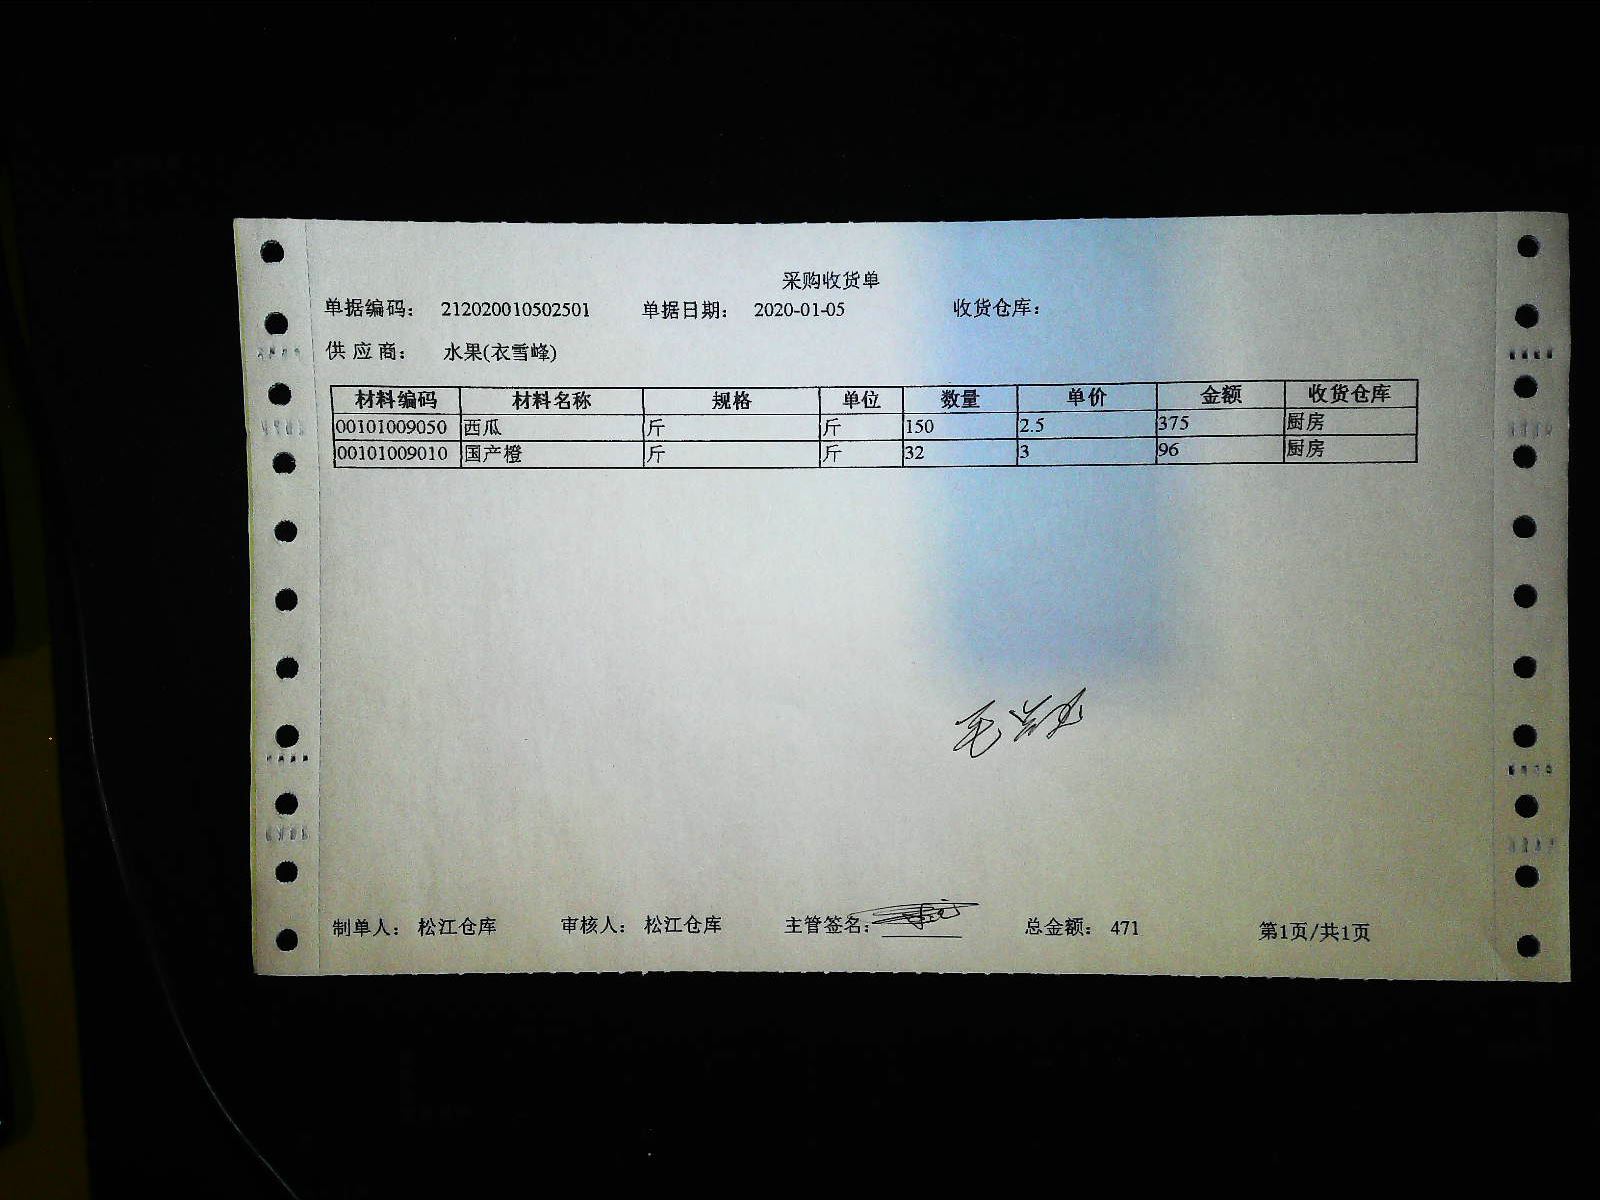 采购收货单
单据编码： 212020010502501 单据日期： 2020-01-05 收货仓库：
供 应 商： 水果(衣雪峰)
材料编码 材料名称 规格 单位 数量 单价 金额 收货仓库
00101009050 西瓜 斤 斤 150 2.5 375 厨房
00101009010 国产橙 斤 斤 32 3 96 厨房
制单人： 松江仓库 审核人： 松江仓库 主管签名： 总金额： 471 第1页/共1页